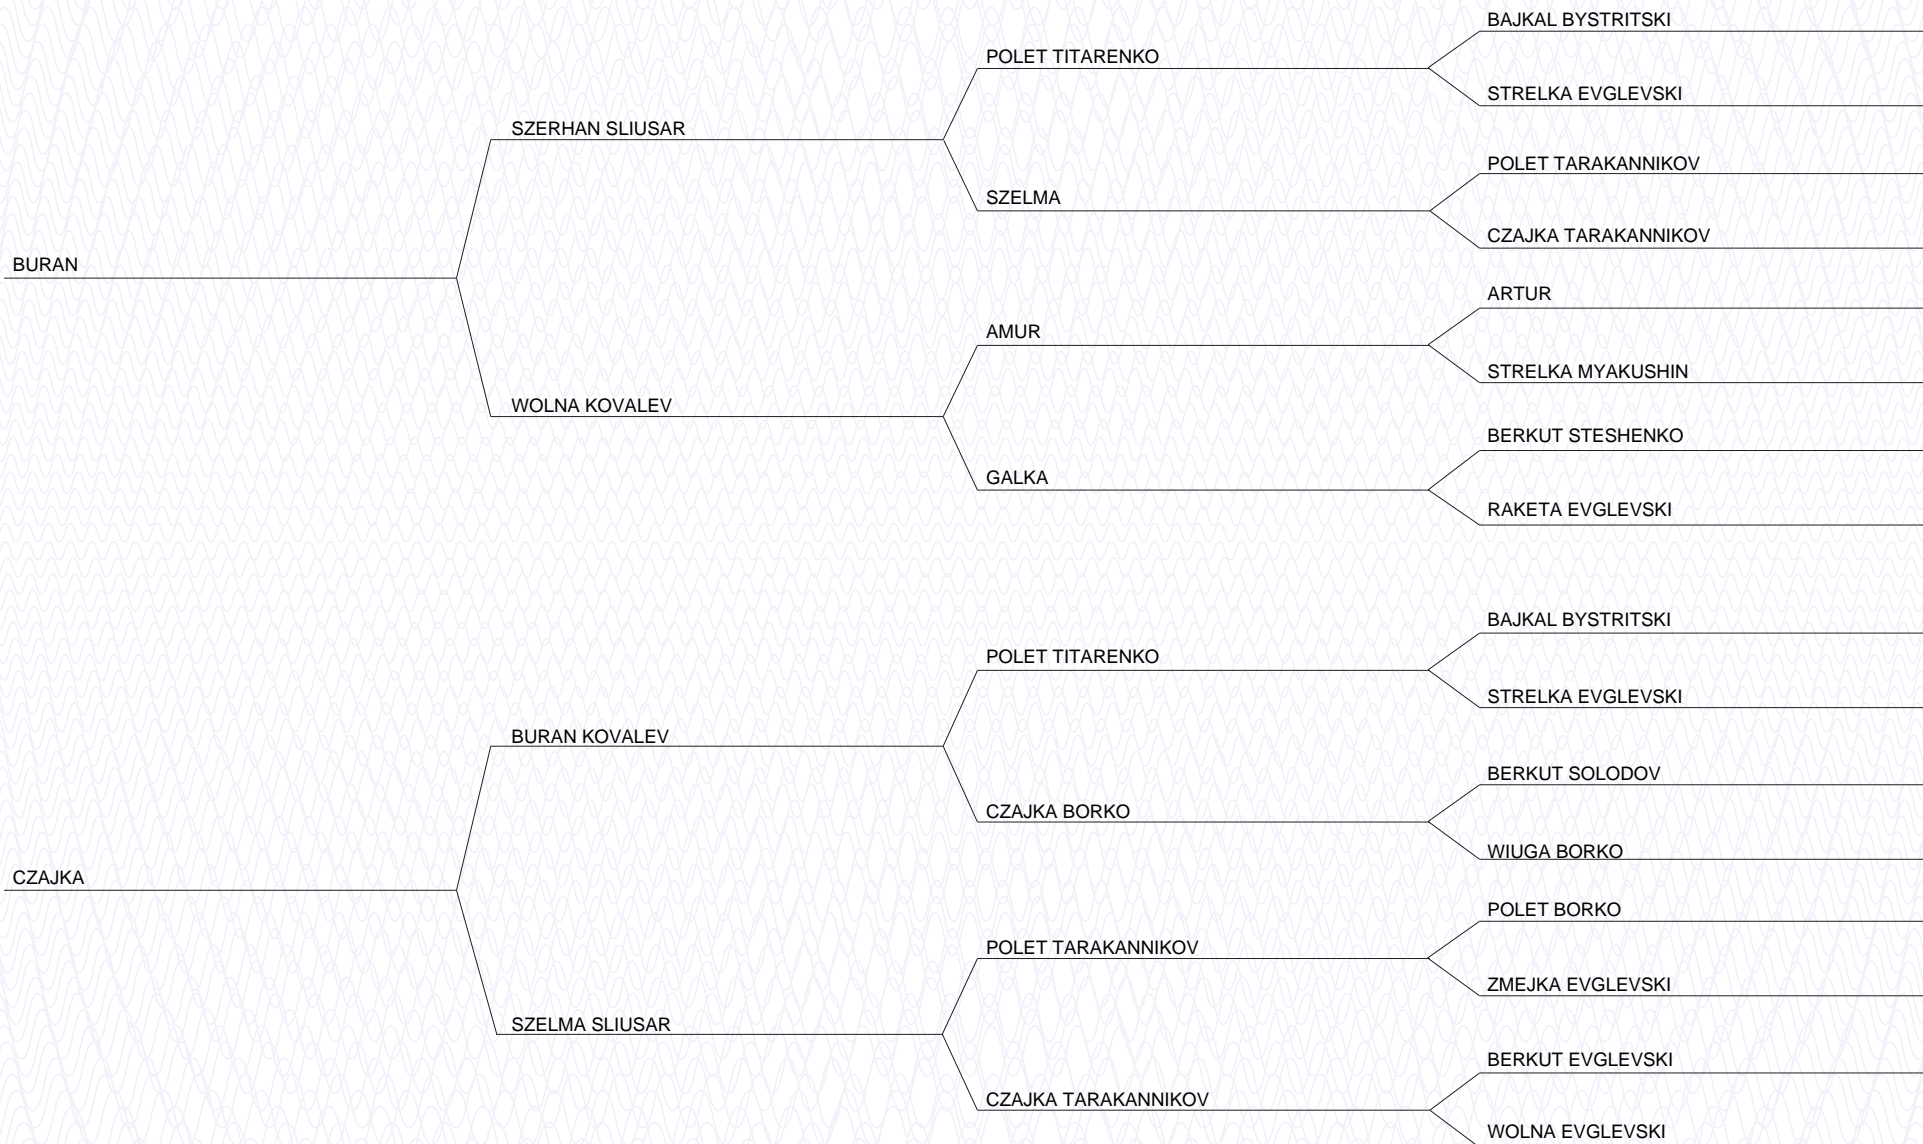 BAJKAL BYSTRITSKI
POLET TITARENKO
STRELKA EVGLEVSKI
SZERHAN SLIUSAR
POLET TARAKANNIKOV
SZELMA
CZAJKA TARAKANNIKOV
BURAN
ARTUR
AMUR
STRELKA MYAKUSHIN
WOLNA KOVALEV
BERKUT STESHENKO
GALKA
RAKETA EVGLEVSKI
BAJKAL BYSTRITSKI
POLET TITARENKO
STRELKA EVGLEVSKI
BURAN KOVALEV
BERKUT SOLODOV
CZAJKA BORKO
WIUGA BORKO
CZAJKA
POLET BORKO
POLET TARAKANNIKOV
ZMEJKA EVGLEVSKI
SZELMA SLIUSAR
BERKUT EVGLEVSKI
CZAJKA TARAKANNIKOV
WOLNA EVGLEVSKI